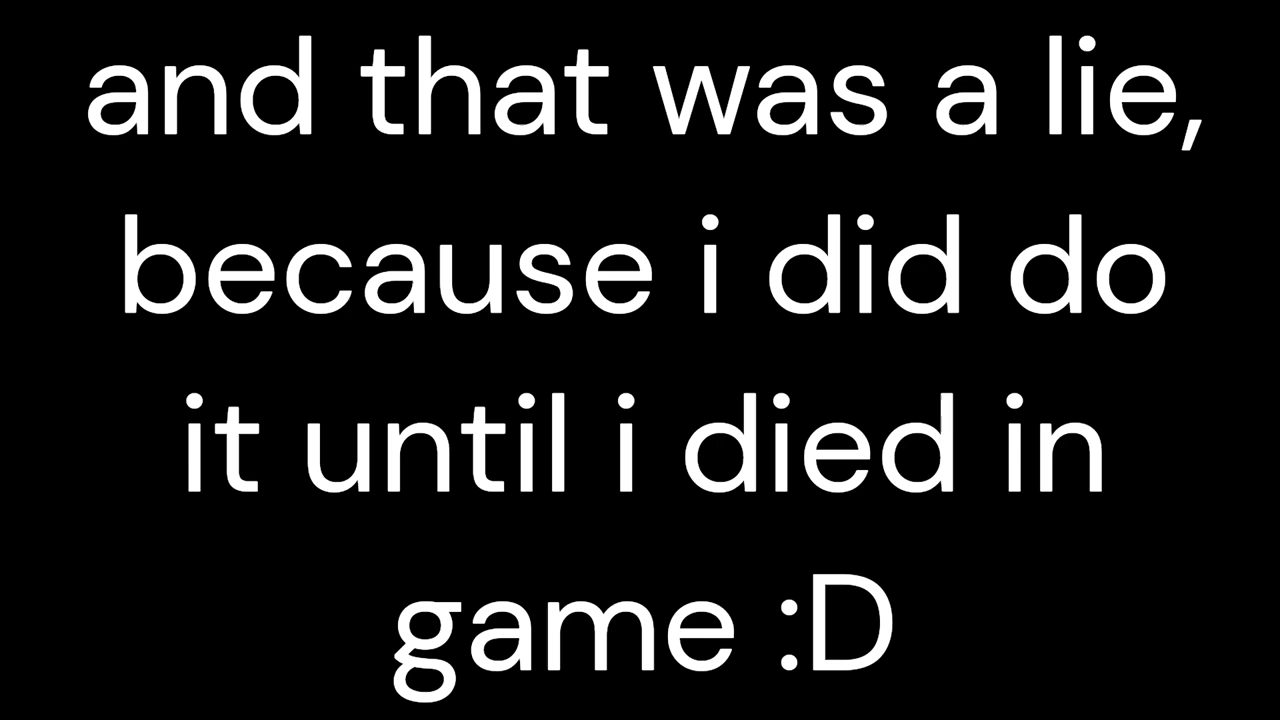 and that was a lie,
because i did do
it until i died in
game :D